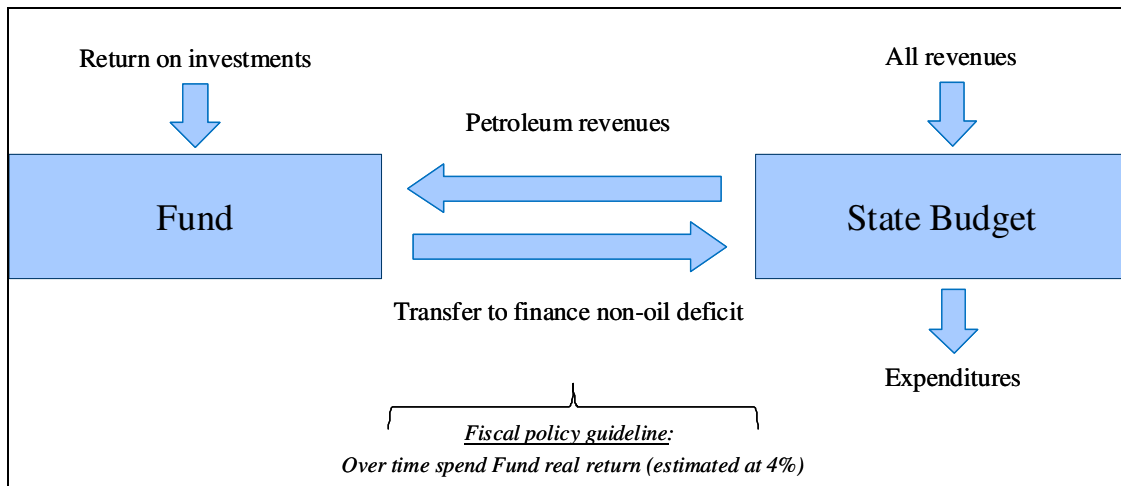 Return on investments
All revenues
Petroleum revenues
Fund
State Budget
Transfer to finance non-oil deficit
Expenditures
Fiscal policy guideline:
Over time spend Fund real return (estimated at 4%)